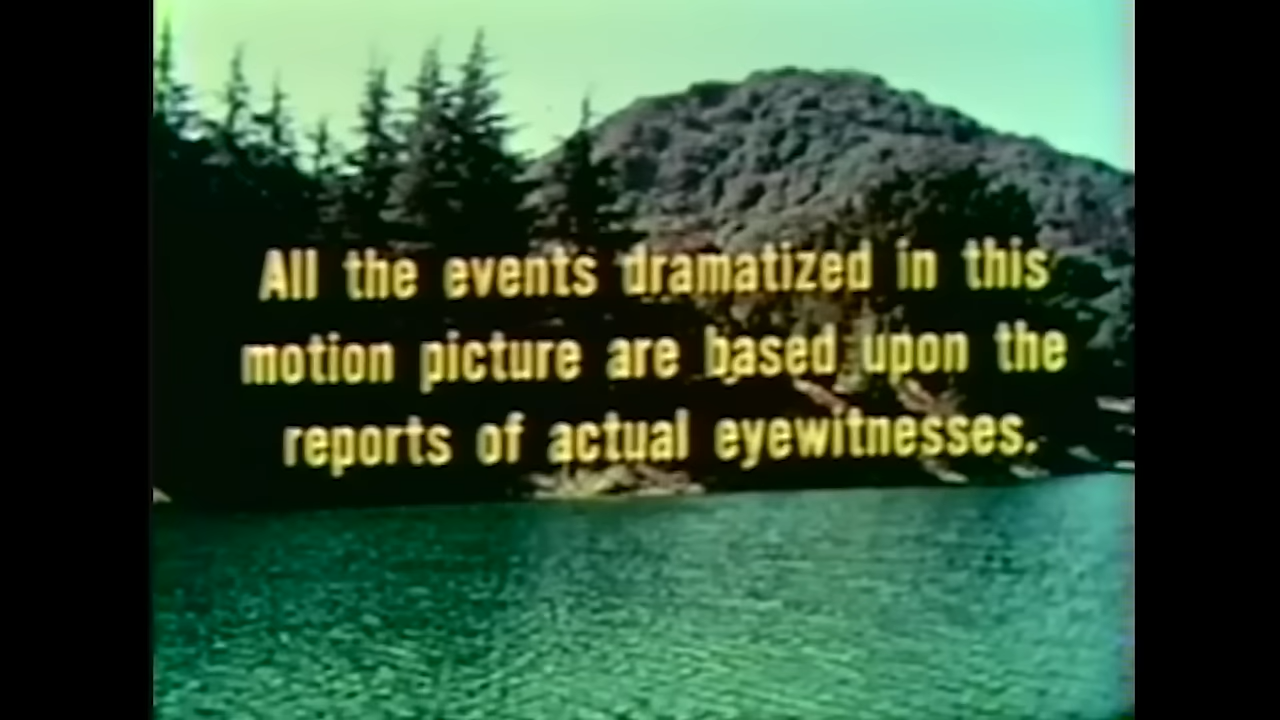 All the events dramatized in this
motion picture are based upon the
reports of actual eyewitnesses.